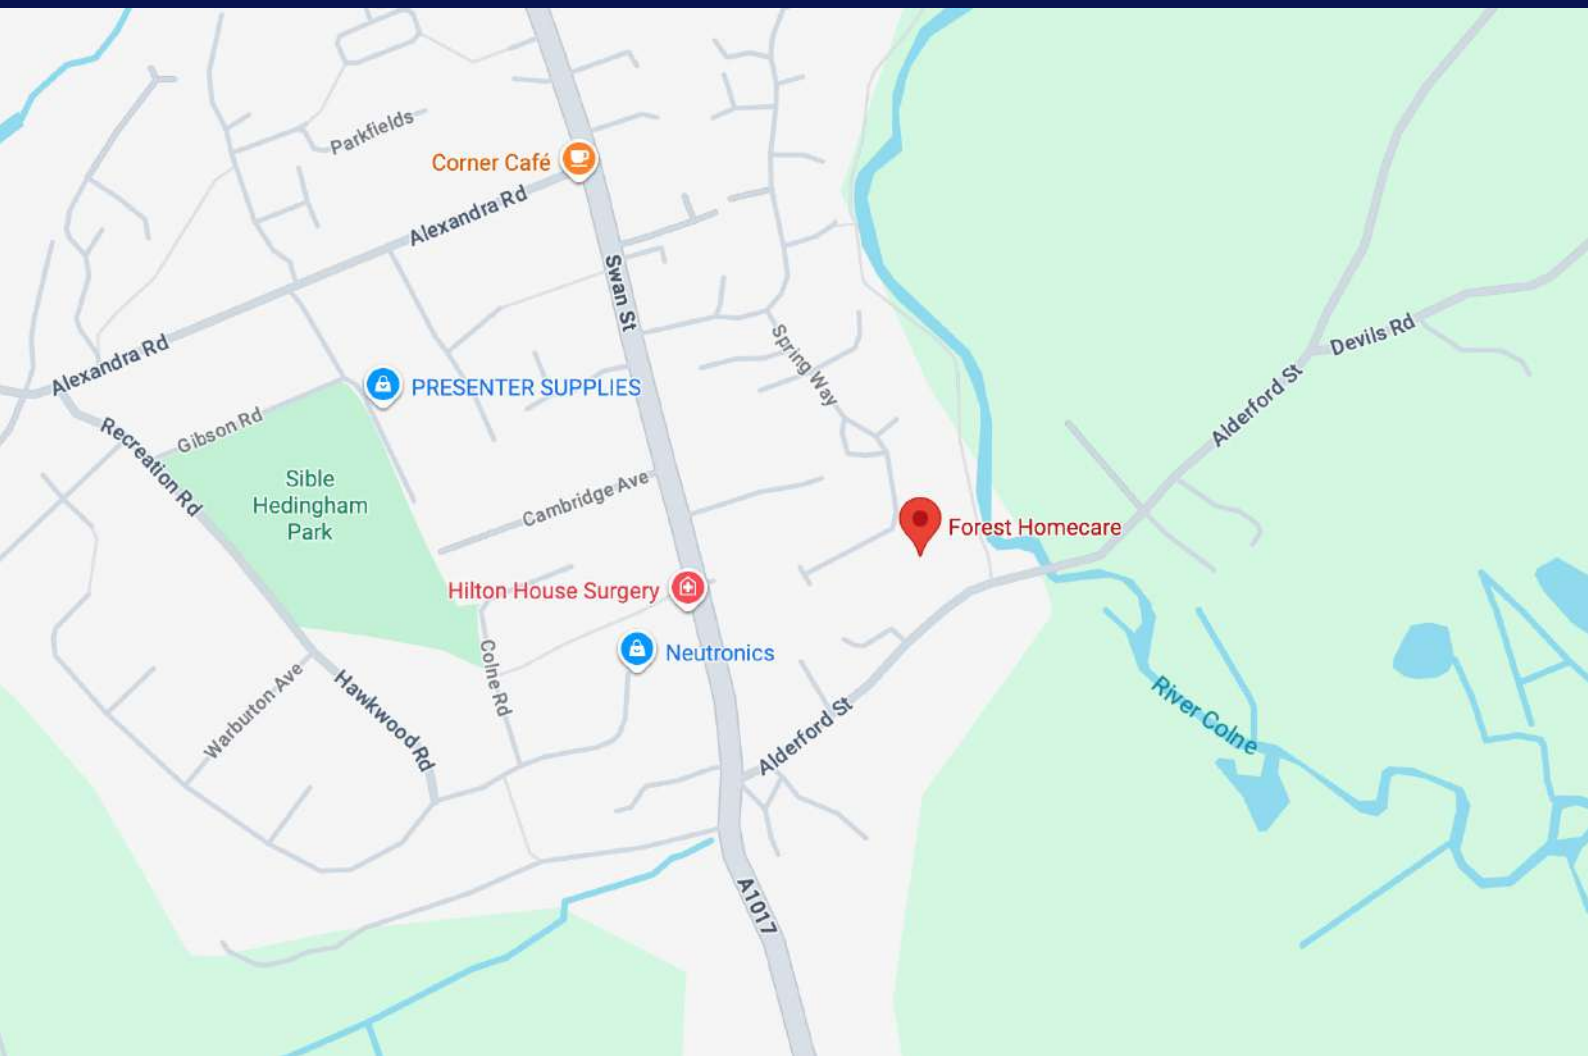 Parkfields
Corner Café
Alexandra Rd
Swan St
Alexandra Rd
Spring Way
Devils Rd
PRESENTER SUPPLIES
Alderford St
Gibson Rd
Recreation Rd
Sible
Hedingham
Park
Cambridge Ave
Forest Homecare
Hilton House Surgery
Neutronics
Colne Rd
Warburton Ave
Hawkwood Rd
Alderford St
River Colne
A1017